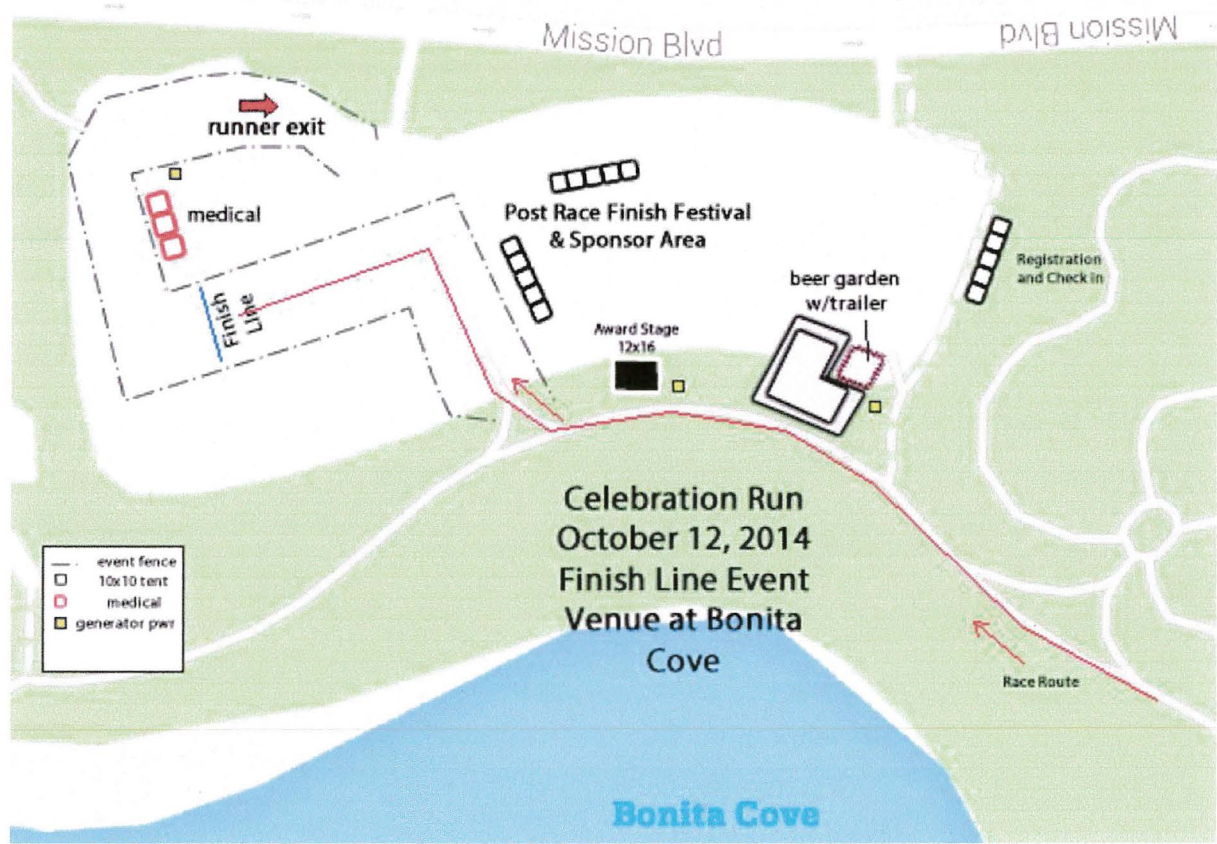 Mission Blvd
Mission Blvd
runner exit
medical
Post Race Finish Festival
& Sponsor Area
Registration
and Check in
beer garden
w/trailer
Finish
Line
Award Stage
12x16
Celebration Run
October 12, 2014
Finish Line Event
Venue at Bonita
Cove
event fence
10x10 tent
medical
generator pwr
Race Route
Bonita Cove